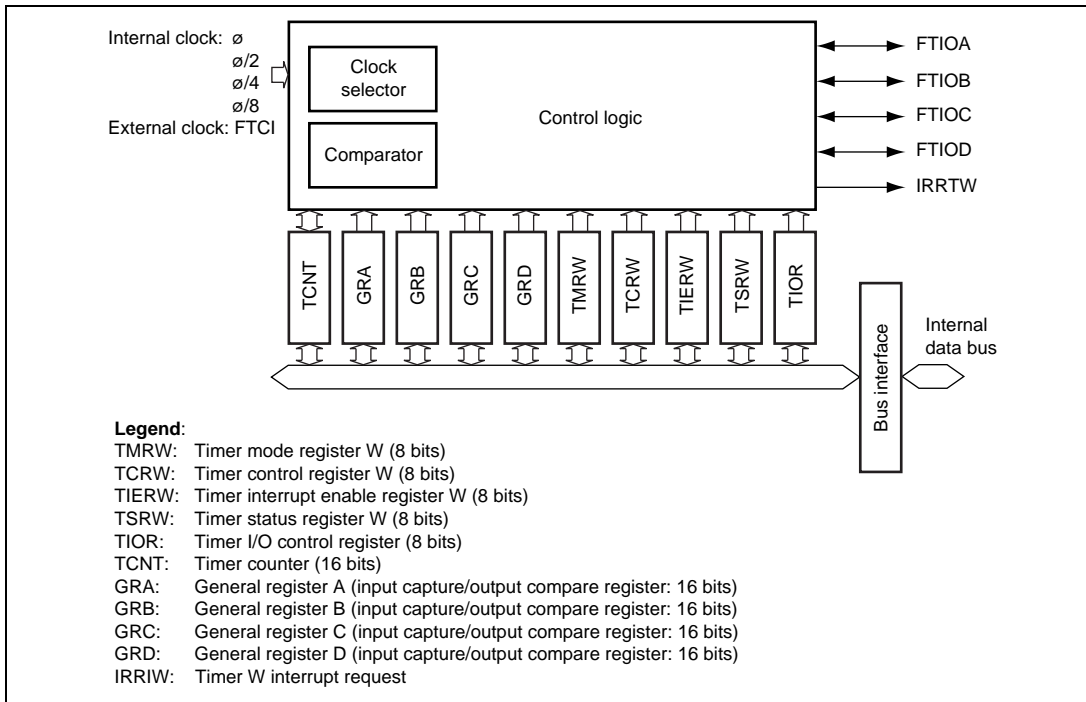 Internal clock: ø
ø/2
ø/4
ø/8
External clock: FTCI
Clock
selector
Comparator
Control logic
FTIOA
FTIOB
FTIOC
FTIOD
IRRTW
TCNT
GRA
GRB
GRC
GRD
TMRW
TCRW
TIERW
TSRW
TIOR
Bus interface
Internal
data bus
Legend:
TMRW: Timer mode register W (8 bits)
TCRW: Timer control register W (8 bits)
TIERW: Timer interrupt enable register W (8 bits)
TSRW: Timer status register W (8 bits)
TIOR: Timer I/O control register (8 bits)
TCNT: Timer counter (16 bits)
GRA: General register A (input capture/output compare register: 16 bits)
GRB: General register B (input capture/output compare register: 16 bits)
GRC: General register C (input capture/output compare register: 16 bits)
GRD: General register D (input capture/output compare register: 16 bits)
IRRIW: Timer W interrupt request